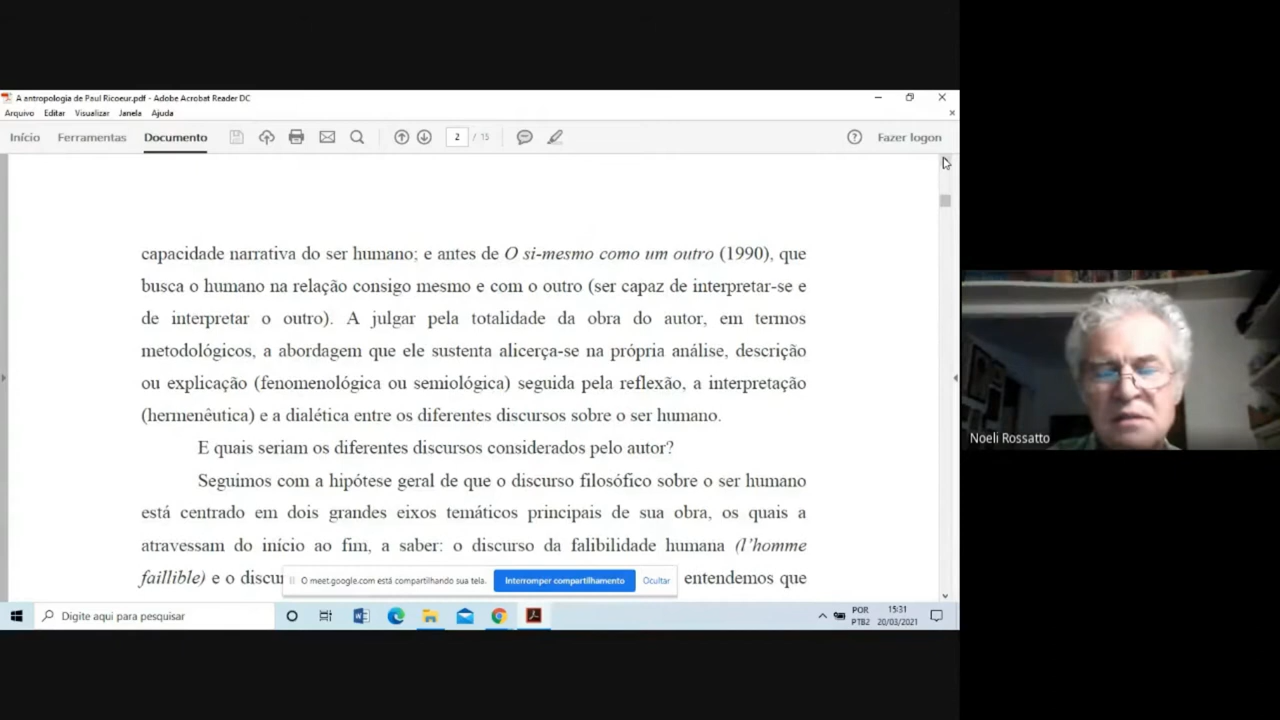 A antropologia de Paul Ricoeur.pdf - Adobe Acrobat Reader DC
Arquivo Editar Visualizar Janela Ajuda
Início Ferramentas Documento 2 / 15 Fazer logon
capacidade narrativa do ser humano; e antes de O si-mesmo como um outro (1990), que
busca o humano na relação consigo mesmo e com o outro (ser capaz de interpretar-se e
de interpretar o outro). A julgar pela totalidade da obra do autor, em termos
metodológicos, a abordagem que ele sustenta alicerça-se na própria análise, descrição
ou explicação (fenomenológica ou semiológica) seguida pela reflexão, a interpretação
(hermenêutica) e a dialética entre os diferentes discursos sobre o ser humano.
E quais seriam os diferentes discursos considerados pelo autor?
Seguimos com a hipótese geral de que o discurso filosófico sobre o ser humano
está centrado em dois grandes eixos temáticos principais de sua obra, os quais a
atravessam do início ao fim, a saber: o discurso da falibilidade humana (l'homme
faillible) e o discur entendemos que
O meet.google.com está compartilhando sua tela. Interromper compartilhamento Ocultar
Digite aqui para pesquisar
POR
PTB2
15:31
20/03/2021
Noeli Rossatto